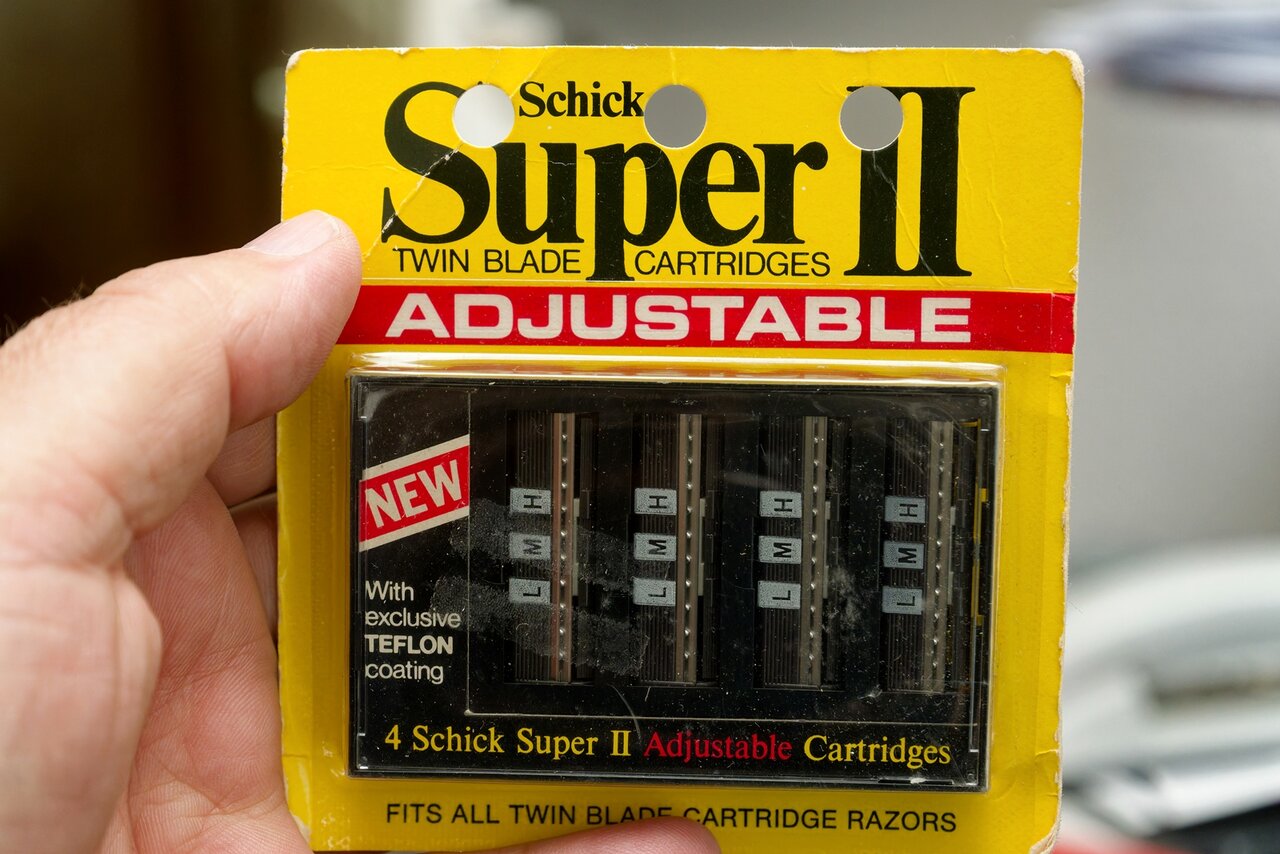 Schick
Super II
TWIN BLADE CARTRIDGES
ADJUSTABLE
NEW
With
exclusive
TEFLON
coating
H H H H
M M M M
L L L L
4 Schick Super II Adjustable Cartridges
FITS ALL TWIN BLADE CARTRIDGE RAZORS